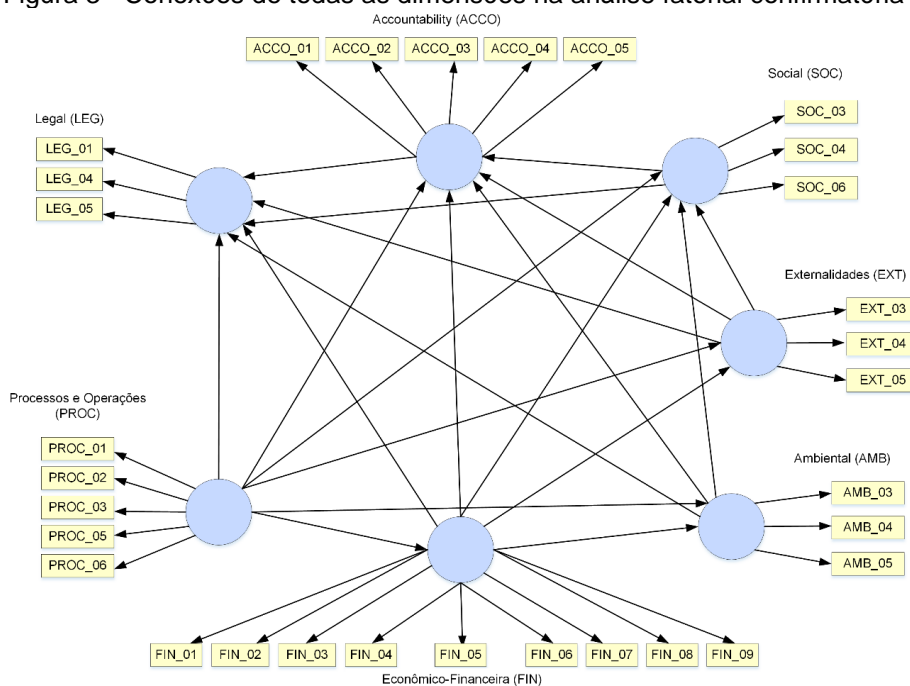 Figura 8 - Conexões de todas as dimensões na análise fatorial confirmatória
Accountability (ACCO)
ACCO_01 ACCO_02 ACCO_03 ACCO_04 ACCO_05
Social (SOC)
SOC_03
SOC_04
SOC_06
Legal (LEG)
LEG_01
LEG_04
LEG_05
Externalidades (EXT)
EXT_03
EXT_04
EXT_05
Processos e Operações
(PROC)
PROC_01
PROC_02
PROC_03
PROC_05
PROC_06
Ambiental (AMB)
AMB_03
AMB_04
AMB_05
FIN_01 FIN_02 FIN_03 FIN_04 FIN_05 FIN_06 FIN_07 FIN_08 FIN_09
Econômico-Financeira (FIN)